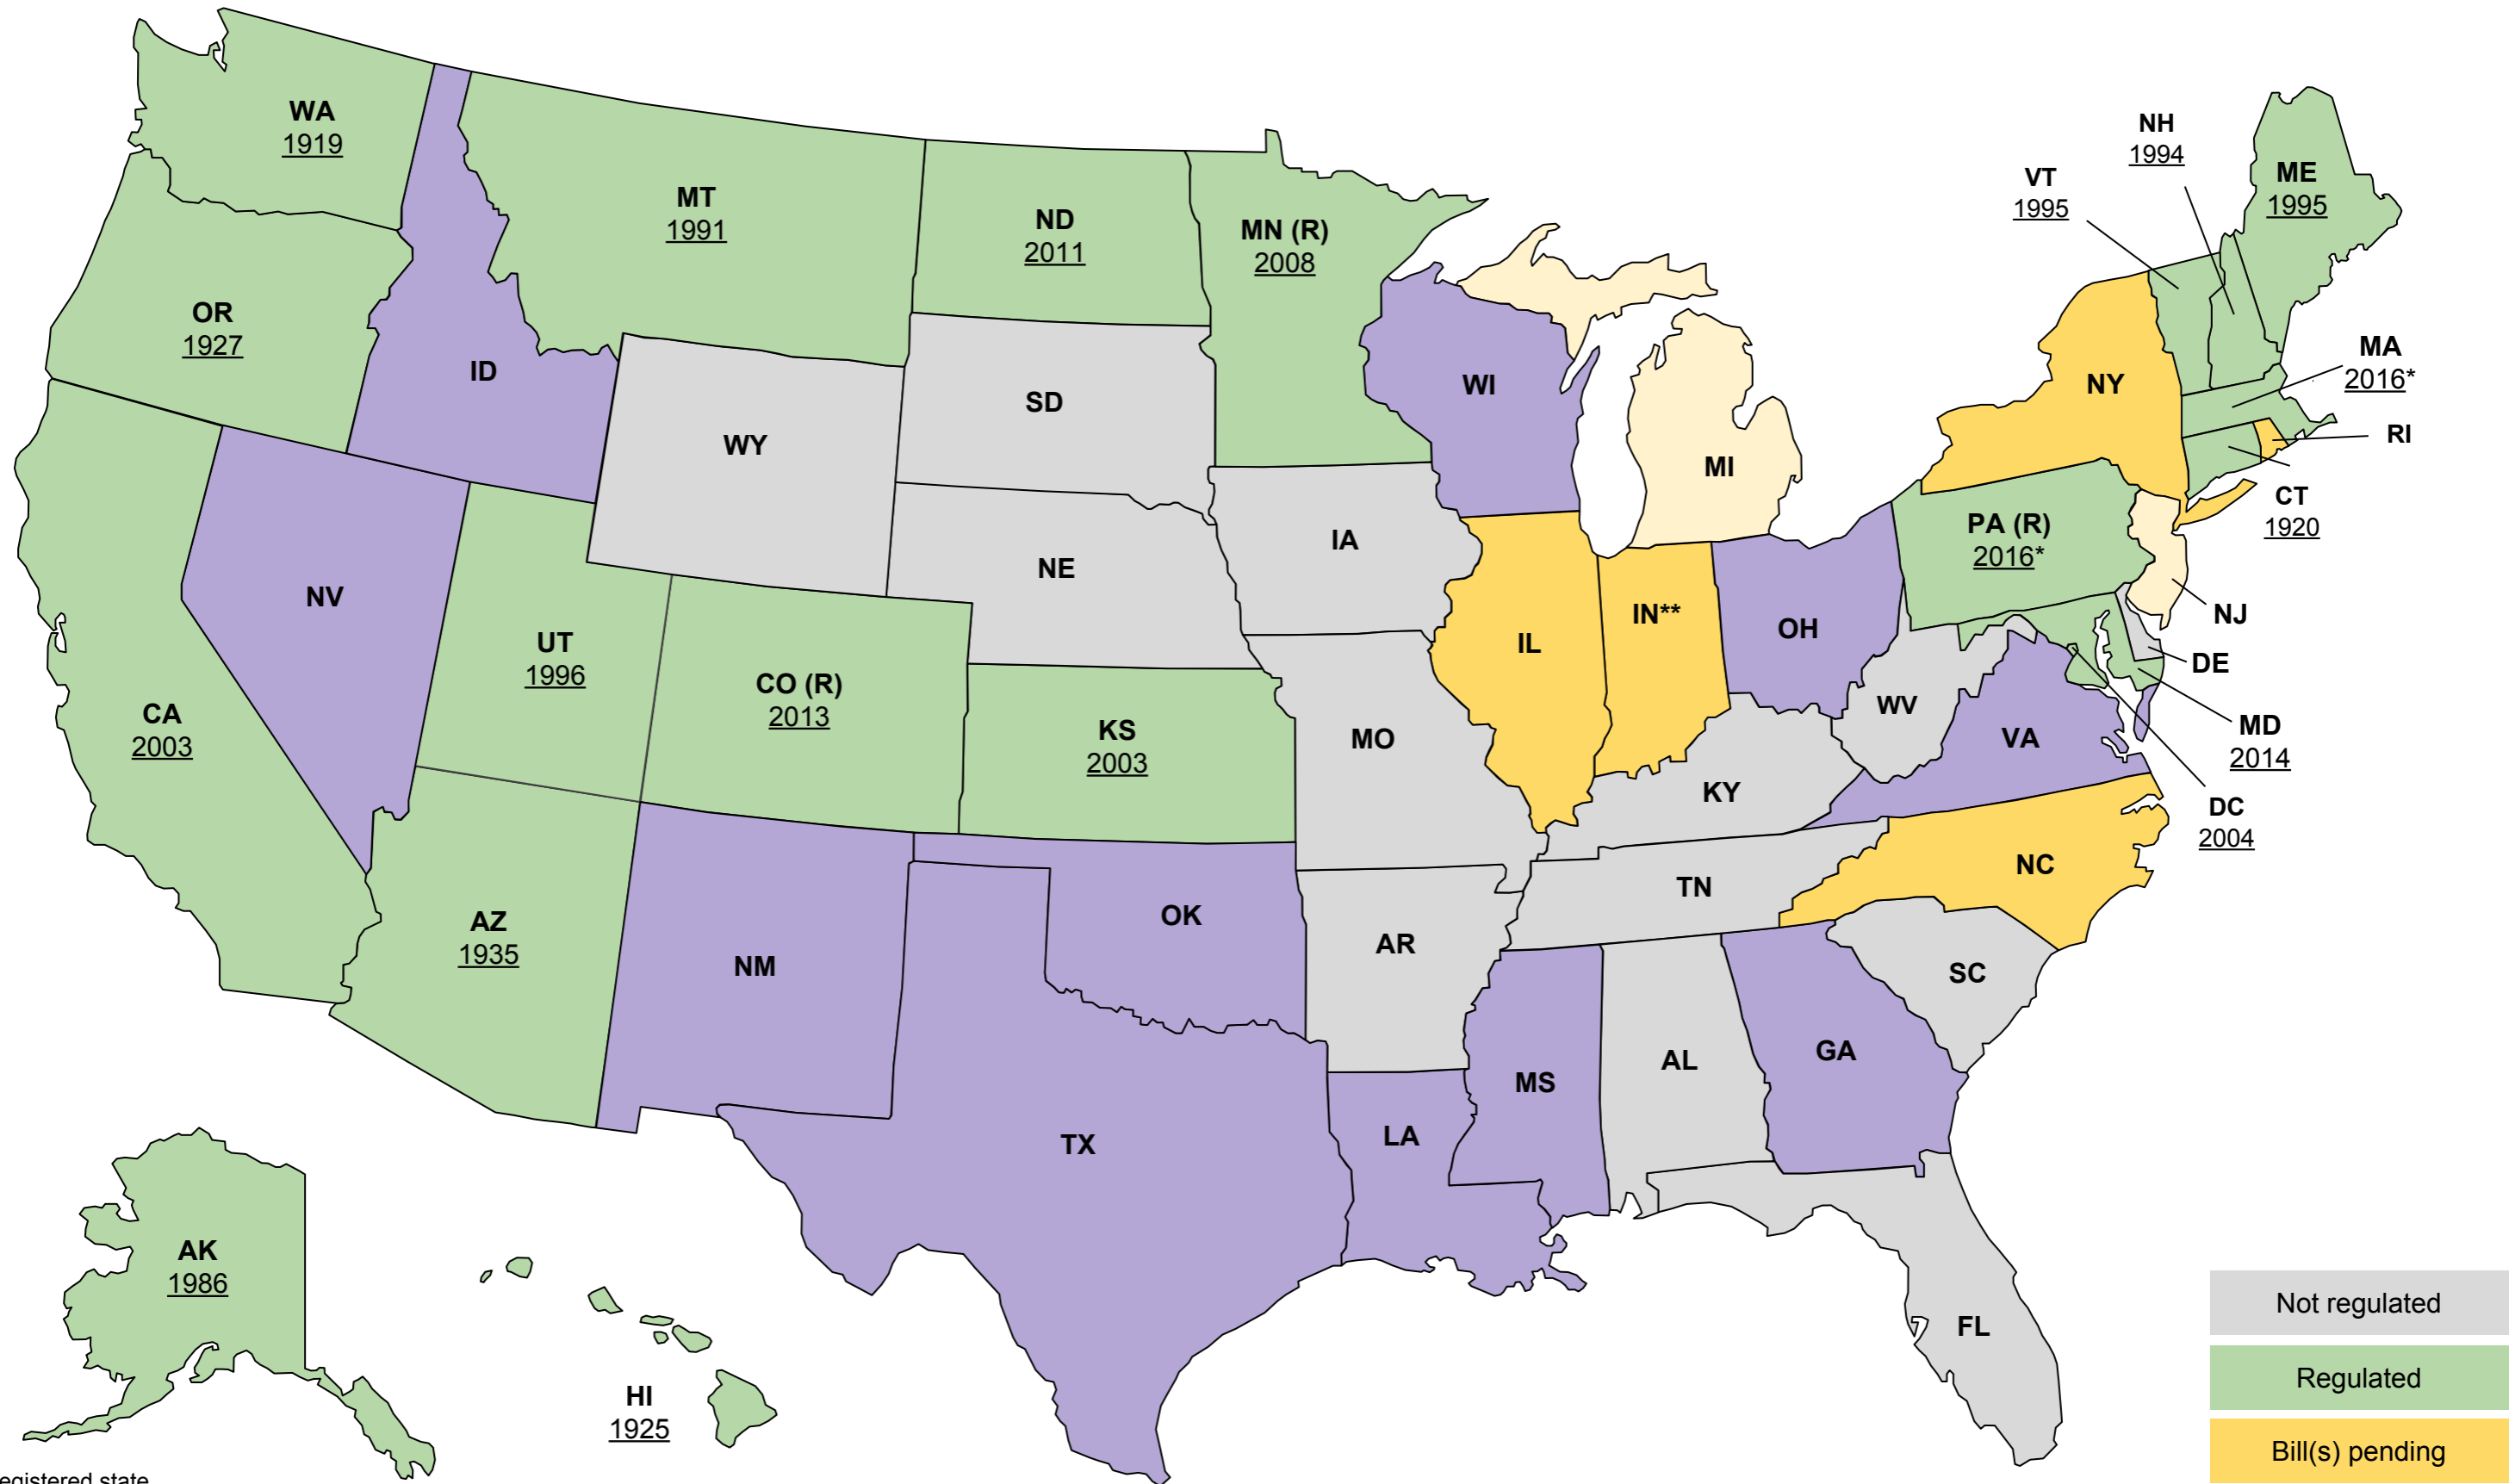 WA
1919
OR
1927
CA
2003
ID
NV
MT
1991
WY
UT
1996
AZ
1935
CO (R)
2013
NM
ND
2011
SD
NE
KS
2003
OK
TX
MN (R)
2008
IA
MO
AR
LA
WI
IL
MI
IN**
OH
KY
TN
MS
AL
GA
FL
SC
NC
VA
WV
PA (R)
2016*
NY
VT
1995
NH
1994
ME
1995
MA
2016*
RI
CT
1920
NJ
DE
MD
2014
DC
2004
AK
1986
HI
1925
Not regulated
Regulated
Bill(s) pending
state